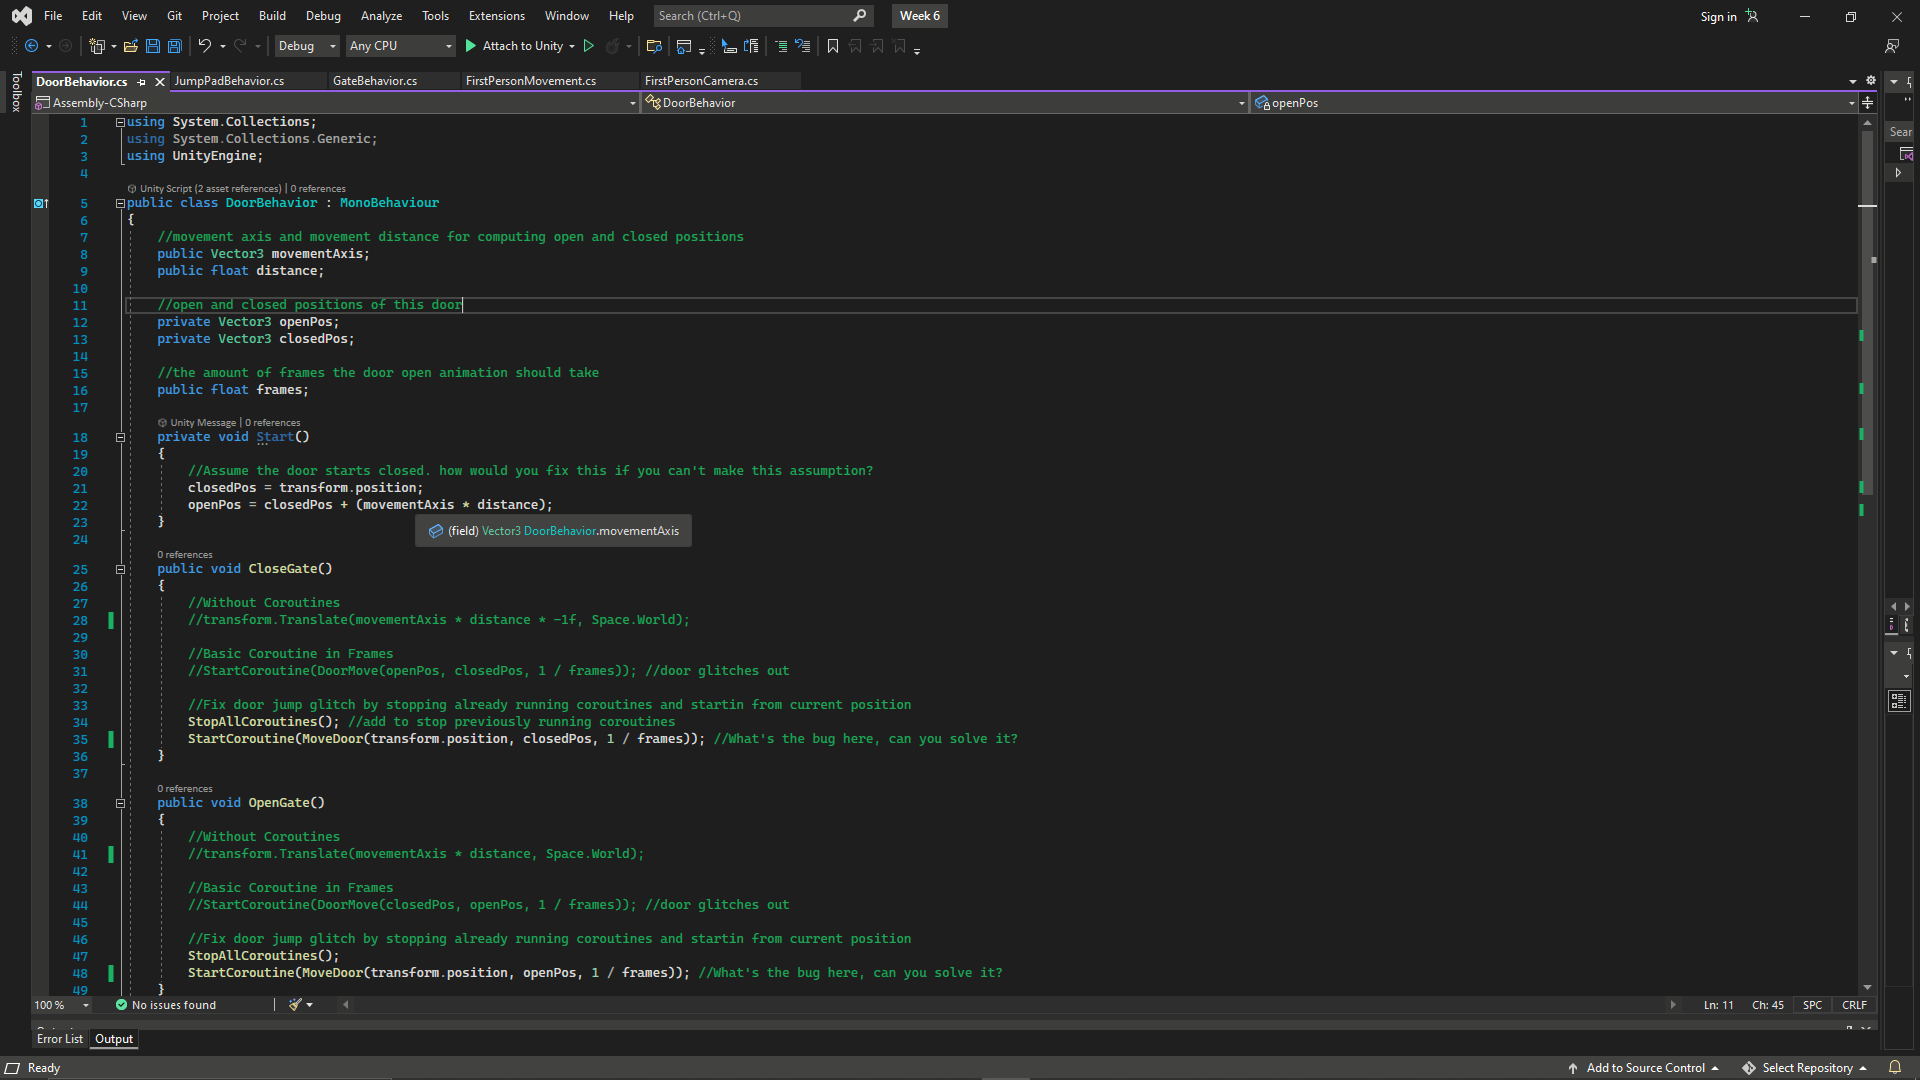 File Edit View Git Project Build Debug Analyze Tools Extensions Window Help Search (Ctrl+Q) Week 6 Sign in
Debug Any CPU Attach to Unity
Toolbox
DoorBehavior.cs JumpPadBehavior.cs GateBehavior.cs FirstPersonMovement.cs FirstPersonCamera.cs
Assembly-CSharp DoorBehavior openPos
Sear
1 using System.Collections;
2 using System.Collections.Generic;
3 using UnityEngine;
4
Unity Script (2 asset references) | 0 references
5 public class DoorBehavior : MonoBehaviour
6 {
7 //movement axis and movement distance for computing open and closed positions
8 public Vector3 movementAxis;
9 public float distance;
10
11 //open and closed positions of this door
12 private Vector3 openPos;
13 private Vector3 closedPos;
14
15 //the amount of frames the door open animation should take
16 public float frames;
17
Unity Message | 0 references
18 private void Start()
19 {
20 //Assume the door starts closed. how would you fix this if you can't make this assumption?
21 closedPos = transform.position;
22 openPos = closedPos + (movementAxis * distance);
23 }
(field) Vector3 DoorBehavior.movementAxis
24
0 references
25 public void CloseGate()
26 {
27 //Without Coroutines
28 //transform.Translate(movementAxis * distance * -1f, Space.World);
29
30 //Basic Coroutine in Frames
31 //StartCoroutine(DoorMove(openPos, closedPos, 1 / frames)); //door glitches out
32
33 //Fix door jump glitch by stopping already running coroutines and startin from current position
34 StopAllCoroutines(); //add to stop previously running coroutines
35 StartCoroutine(MoveDoor(transform.position, closedPos, 1 / frames)); //What's the bug here, can you solve it?
36 }
37
0 references
38 public void OpenGate()
39 {
40 //Without Coroutines
41 //transform.Translate(movementAxis * distance, Space.World);
42
43 //Basic Coroutine in Frames
44 //StartCoroutine(DoorMove(closedPos, openPos, 1 / frames)); //door glitches out
45
46 //Fix door jump glitch by stopping already running coroutines and startin from current position
47 StopAllCoroutines();
48 StartCoroutine(MoveDoor(transform.position, openPos, 1 / frames)); //What's the bug here, can you solve it?
49 }
100 % No issues found Ln: 11 Ch: 45 SPC CRLF
Error List Output
Ready Add to Source Control Select Repository